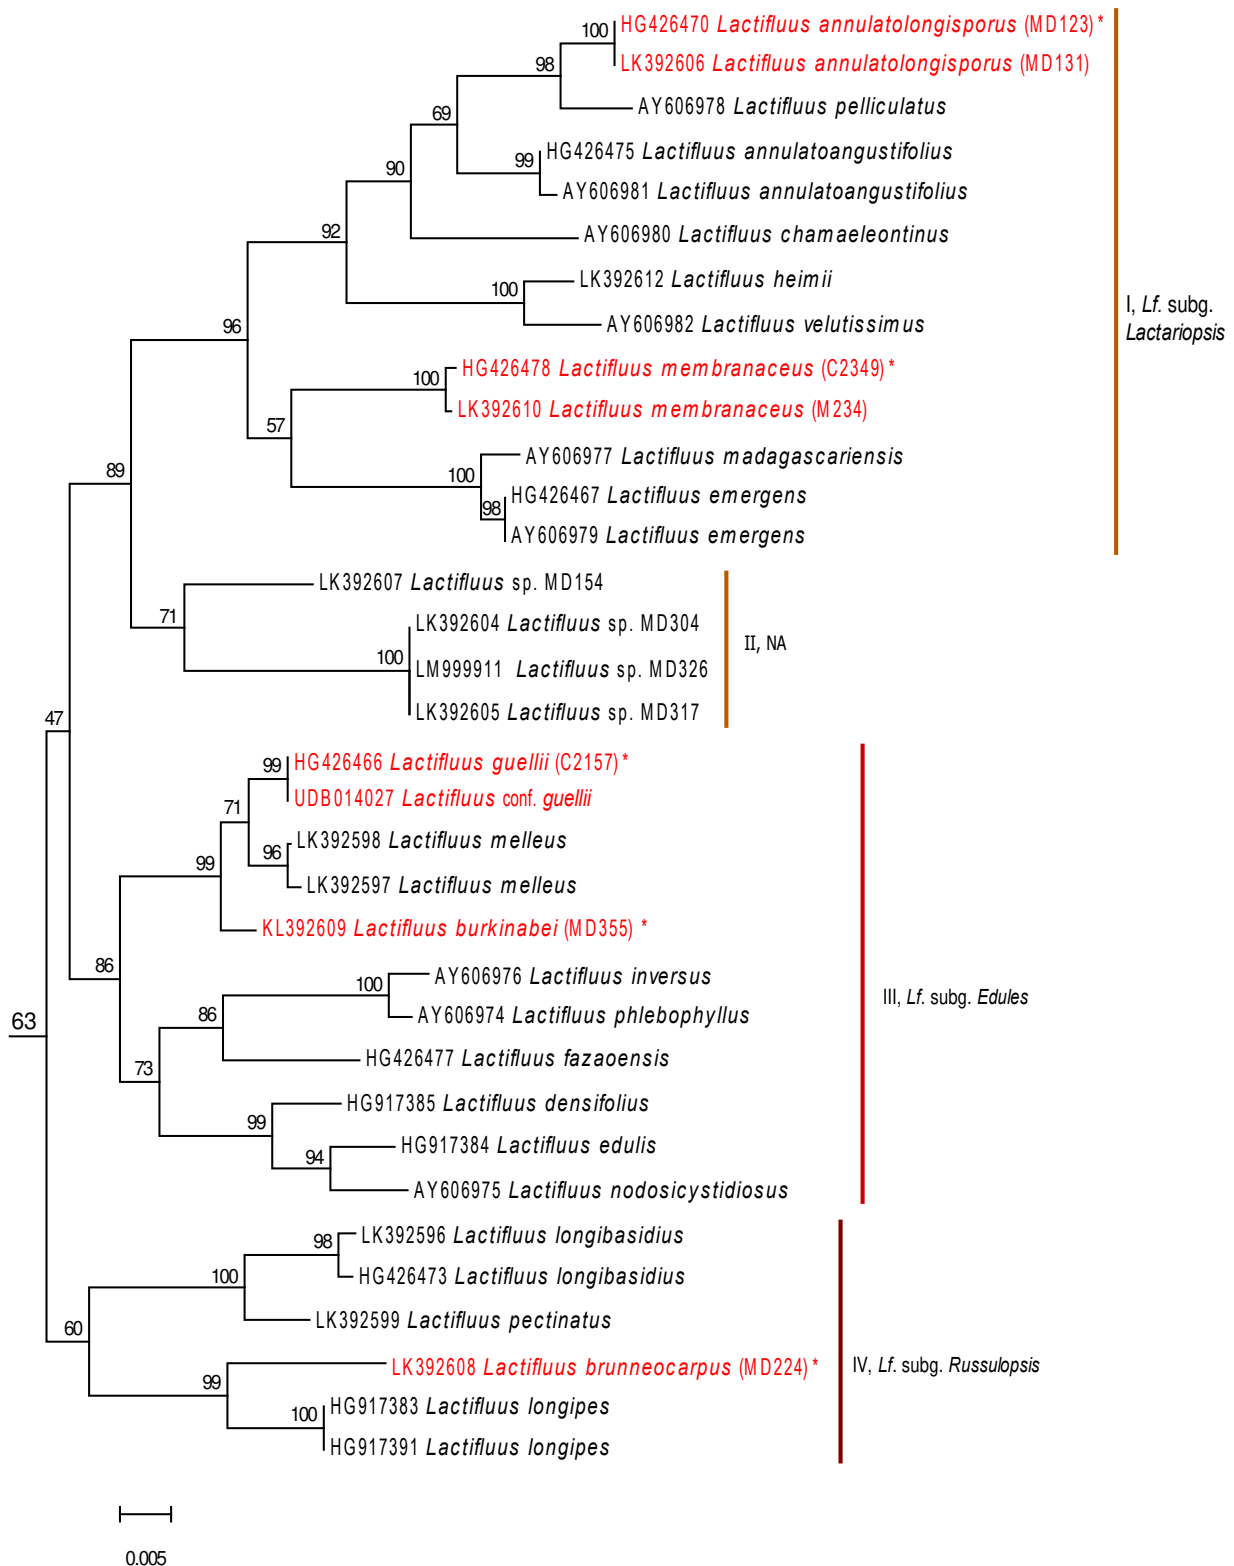 HG426470 Lactifluus annulatolongisporus (MD123) *
100
LK392606 Lactifluus annulatolongisporus (MD131)
98
AY606978 Lactifluus pelliculatus
69
HG426475 Lactifluus annulatoangustifolius
99
90
AY606981 Lactifluus annulatoangustifolius
92
AY606980 Lactifluus chamaeleontinus
LK392612 Lactifluus heimii
100
I, Lf. subg.
Lactariopsis
96
AY606982 Lactifluus velutissimus
HG426478 Lactifluus membranaceus (C2349) *
100
LK392610 Lactifluus membranaceus (M234)
57
AY606977 Lactifluus madagascariensis
89
100
HG426467 Lactifluus emergens
98
AY606979 Lactifluus emergens
LK392607 Lactifluus sp. MD154
71
LK392604 Lactifluus sp. MD304
II, NA
100
LM999911 Lactifluus sp. MD326
LK392605 Lactifluus sp. MD317
47
HG426466 Lactifluus guellii (C2157) *
99
UDB014027 Lactifluus conf. guellii
71
LK392598 Lactifluus melleus
96
99
LK392597 Lactifluus melleus
KL392609 Lactifluus burkinabei (MD355) *
86
AY606976 Lactifluus inversus
100
III, Lf. subg. Edules
AY606974 Lactifluus phlebophyllus
86
63
HG426477 Lactifluus fazaoensis
73
HG917385 Lactifluus densifolius
99
HG917384 Lactifluus edulis
94
AY606975 Lactifluus nodosicystidiosus
LK392596 Lactifluus longibasidius
98
100
HG426473 Lactifluus longibasidius
LK392599 Lactifluus pectinatus
60
LK392608 Lactifluus brunneocarpus (MD224) *
IV, Lf. subg. Russulopsis
99
HG917383 Lactifluus longipes
100
HG917391 Lactifluus longipes
0.005